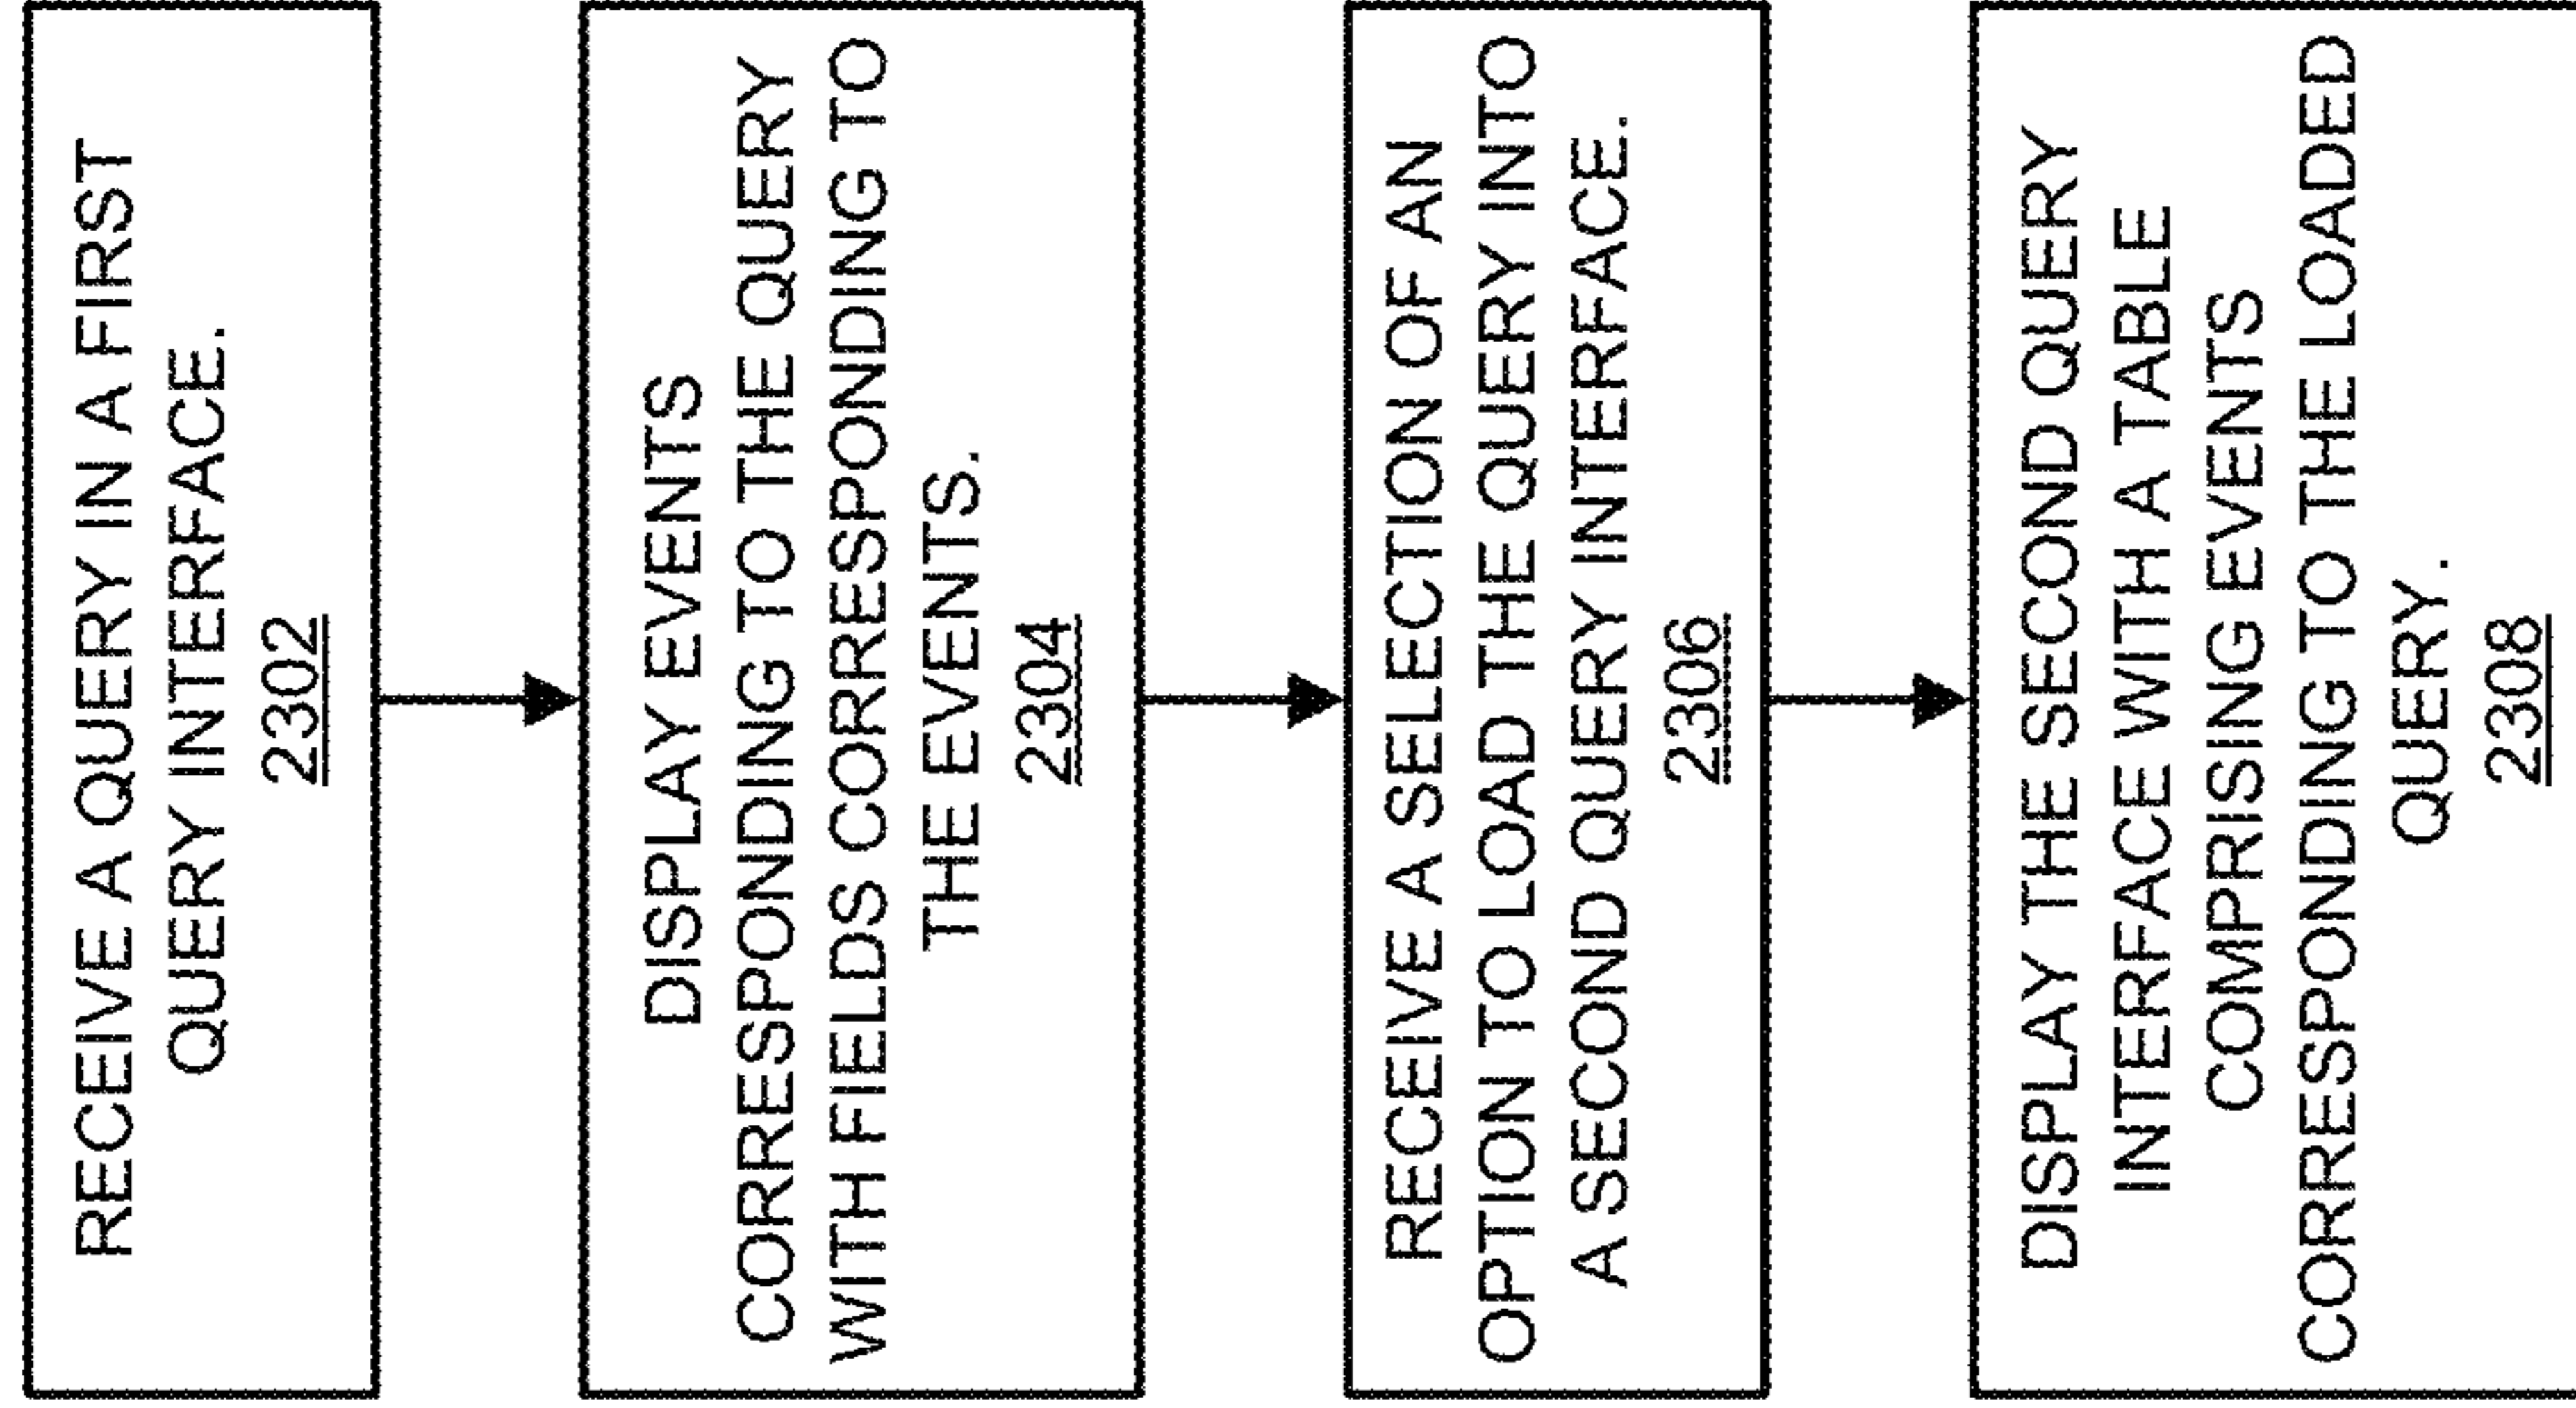 RECEIVE A QUERY IN A FIRST
QUERY INTERFACE.
2302
DISPLAY EVENTS
CORRESPONDING TO THE QUERY
WITH FIELDS CORRESPONDING TO
THE EVENTS.
2304
RECEIVE A SELECTION OF AN
OPTION TO LOAD THE QUERY INTO
A SECOND QUERY INTERFACE.
2306
DISPLAY THE SECOND QUERY
INTERFACE WITH A TABLE
COMPRISING EVENTS
CORRESPONDING TO THE LOADED
QUERY.
2308